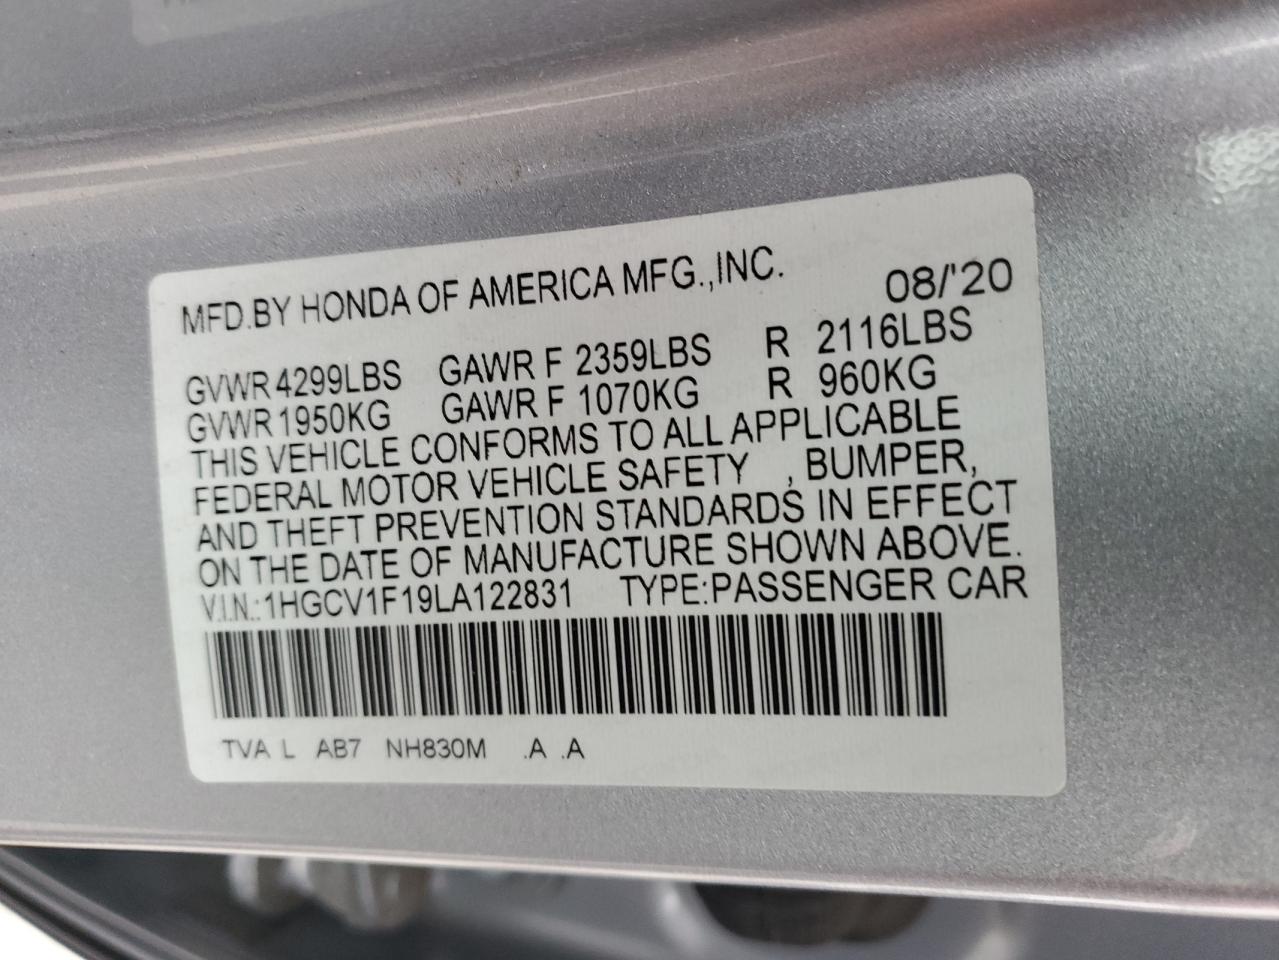 MFD.BY HONDA OF AMERICA MFG.,INC. 08/'20
GVWR 4299LBS GAWR F 2359LBS R 2116LBS
GVWR 1950KG GAWR F 1070KG R 960KG
THIS VEHICLE CONFORMS TO ALL APPLICABLE
FEDERAL MOTOR VEHICLE SAFETY , BUMPER,
AND THEFT PREVENTION STANDARDS IN EFFECT
ON THE DATE OF MANUFACTURE SHOWN ABOVE.
V.I.N.: 1HGCV1F19LA122831 TYPE:PASSENGER CAR
TVA L AB7 NH830M .A .A